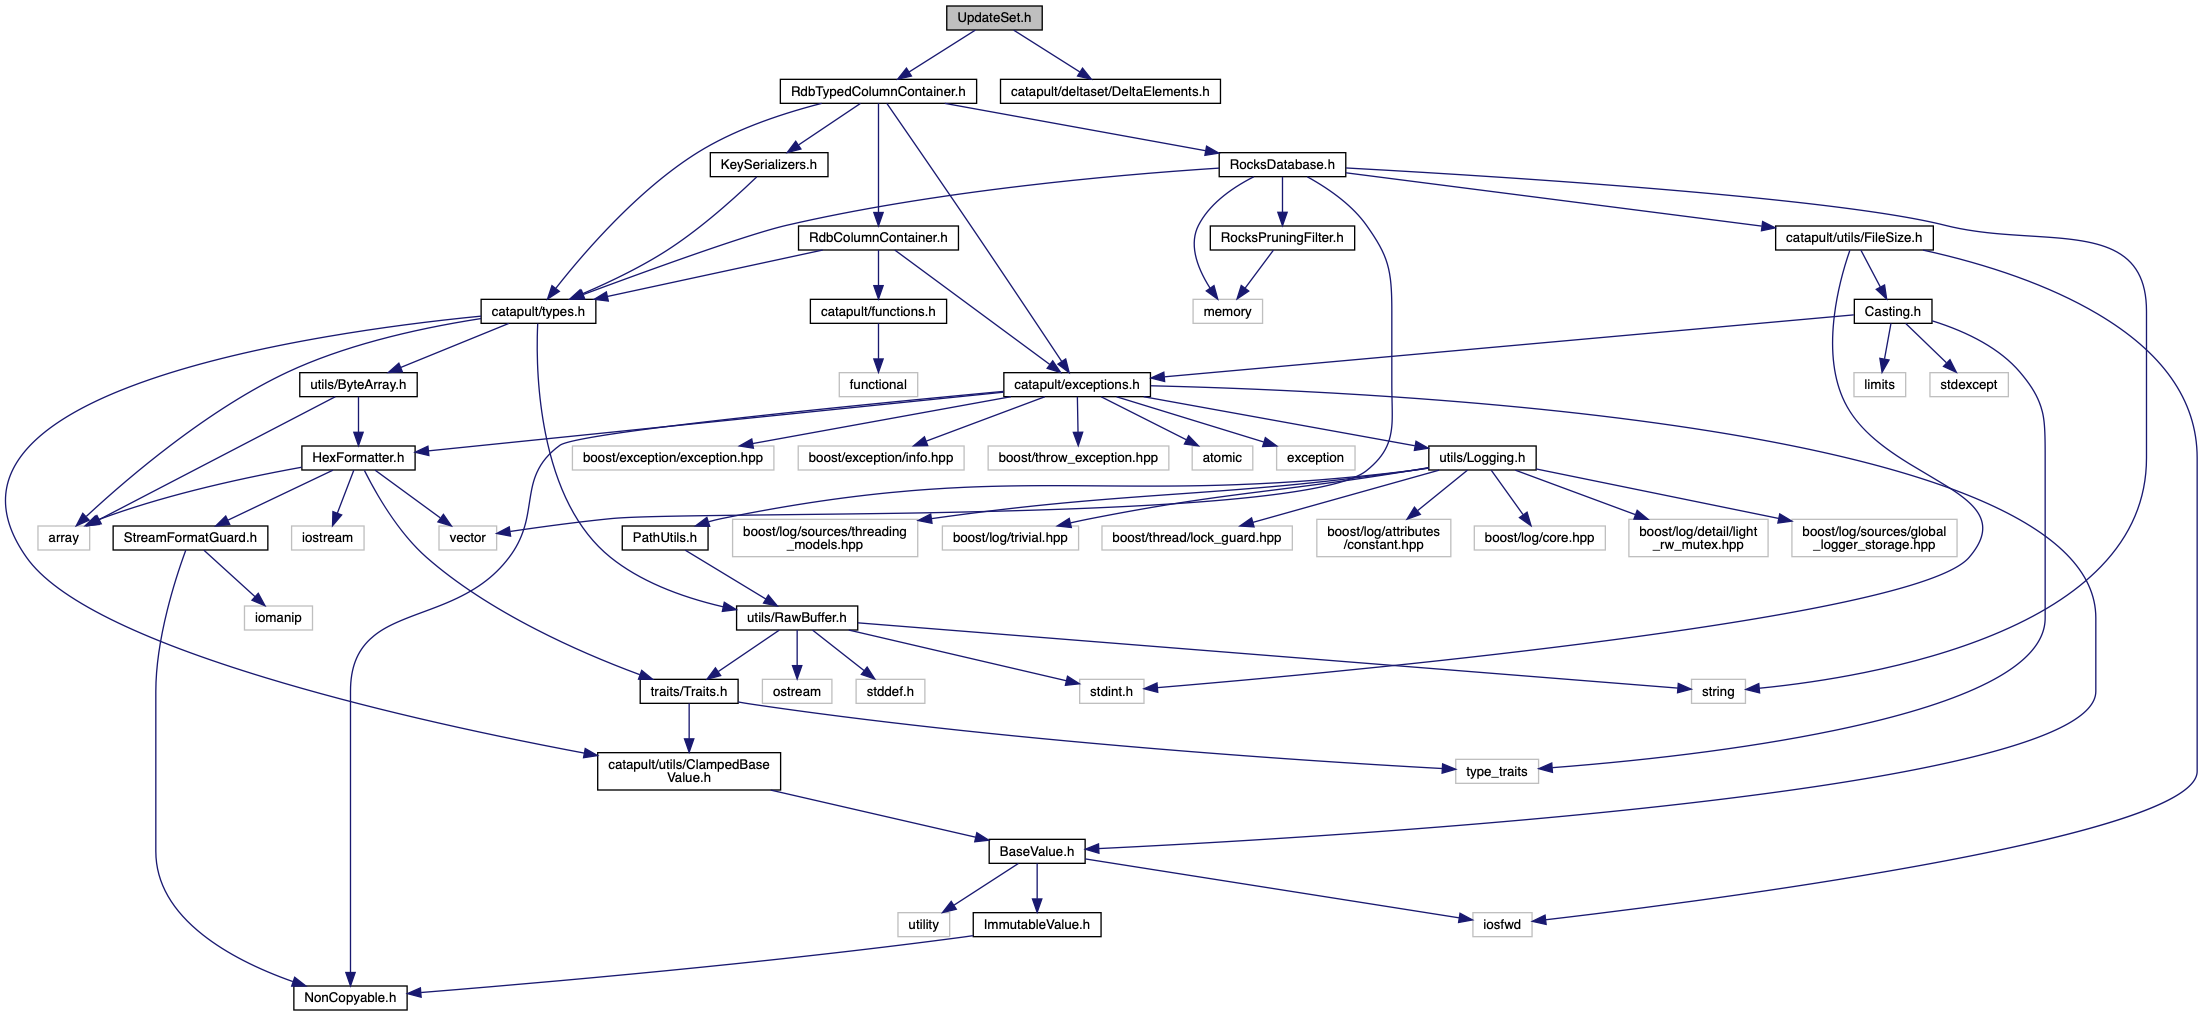 UpdateSet.h
RdbTypedColumnContainer.h
catapult/deltaset/DeltaElements.h
KeySerializers.h
RocksDatabase.h
RdbColumnContainer.h
RocksPruningFilter.h
catapult/utils/FileSize.h
catapult/types.h
catapult/functions.h
memory
Casting.h
utils/ByteArray.h
functional
catapult/exceptions.h
limits
stdexcept
HexFormatter.h
boost/exception/exception.hpp
boost/exception/info.hpp
boost/throw_exception.hpp
atomic
exception
utils/Logging.h
array
StreamFormatGuard.h
iostream
vector
PathUtils.h
boost/log/sources/threading
_models.hpp
boost/log/trivial.hpp
boost/thread/lock_guard.hpp
boost/log/attributes
/constant.hpp
boost/log/core.hpp
boost/log/detail/light
_rw_mutex.hpp
boost/log/sources/global
_logger_storage.hpp
iomanip
utils/RawBuffer.h
traits/Traits.h
ostream
stddef.h
stdint.h
string
catapult/utils/ClampedBase
Value.h
type_traits
BaseValue.h
utility
ImmutableValue.h
iosfwd
NonCopyable.h